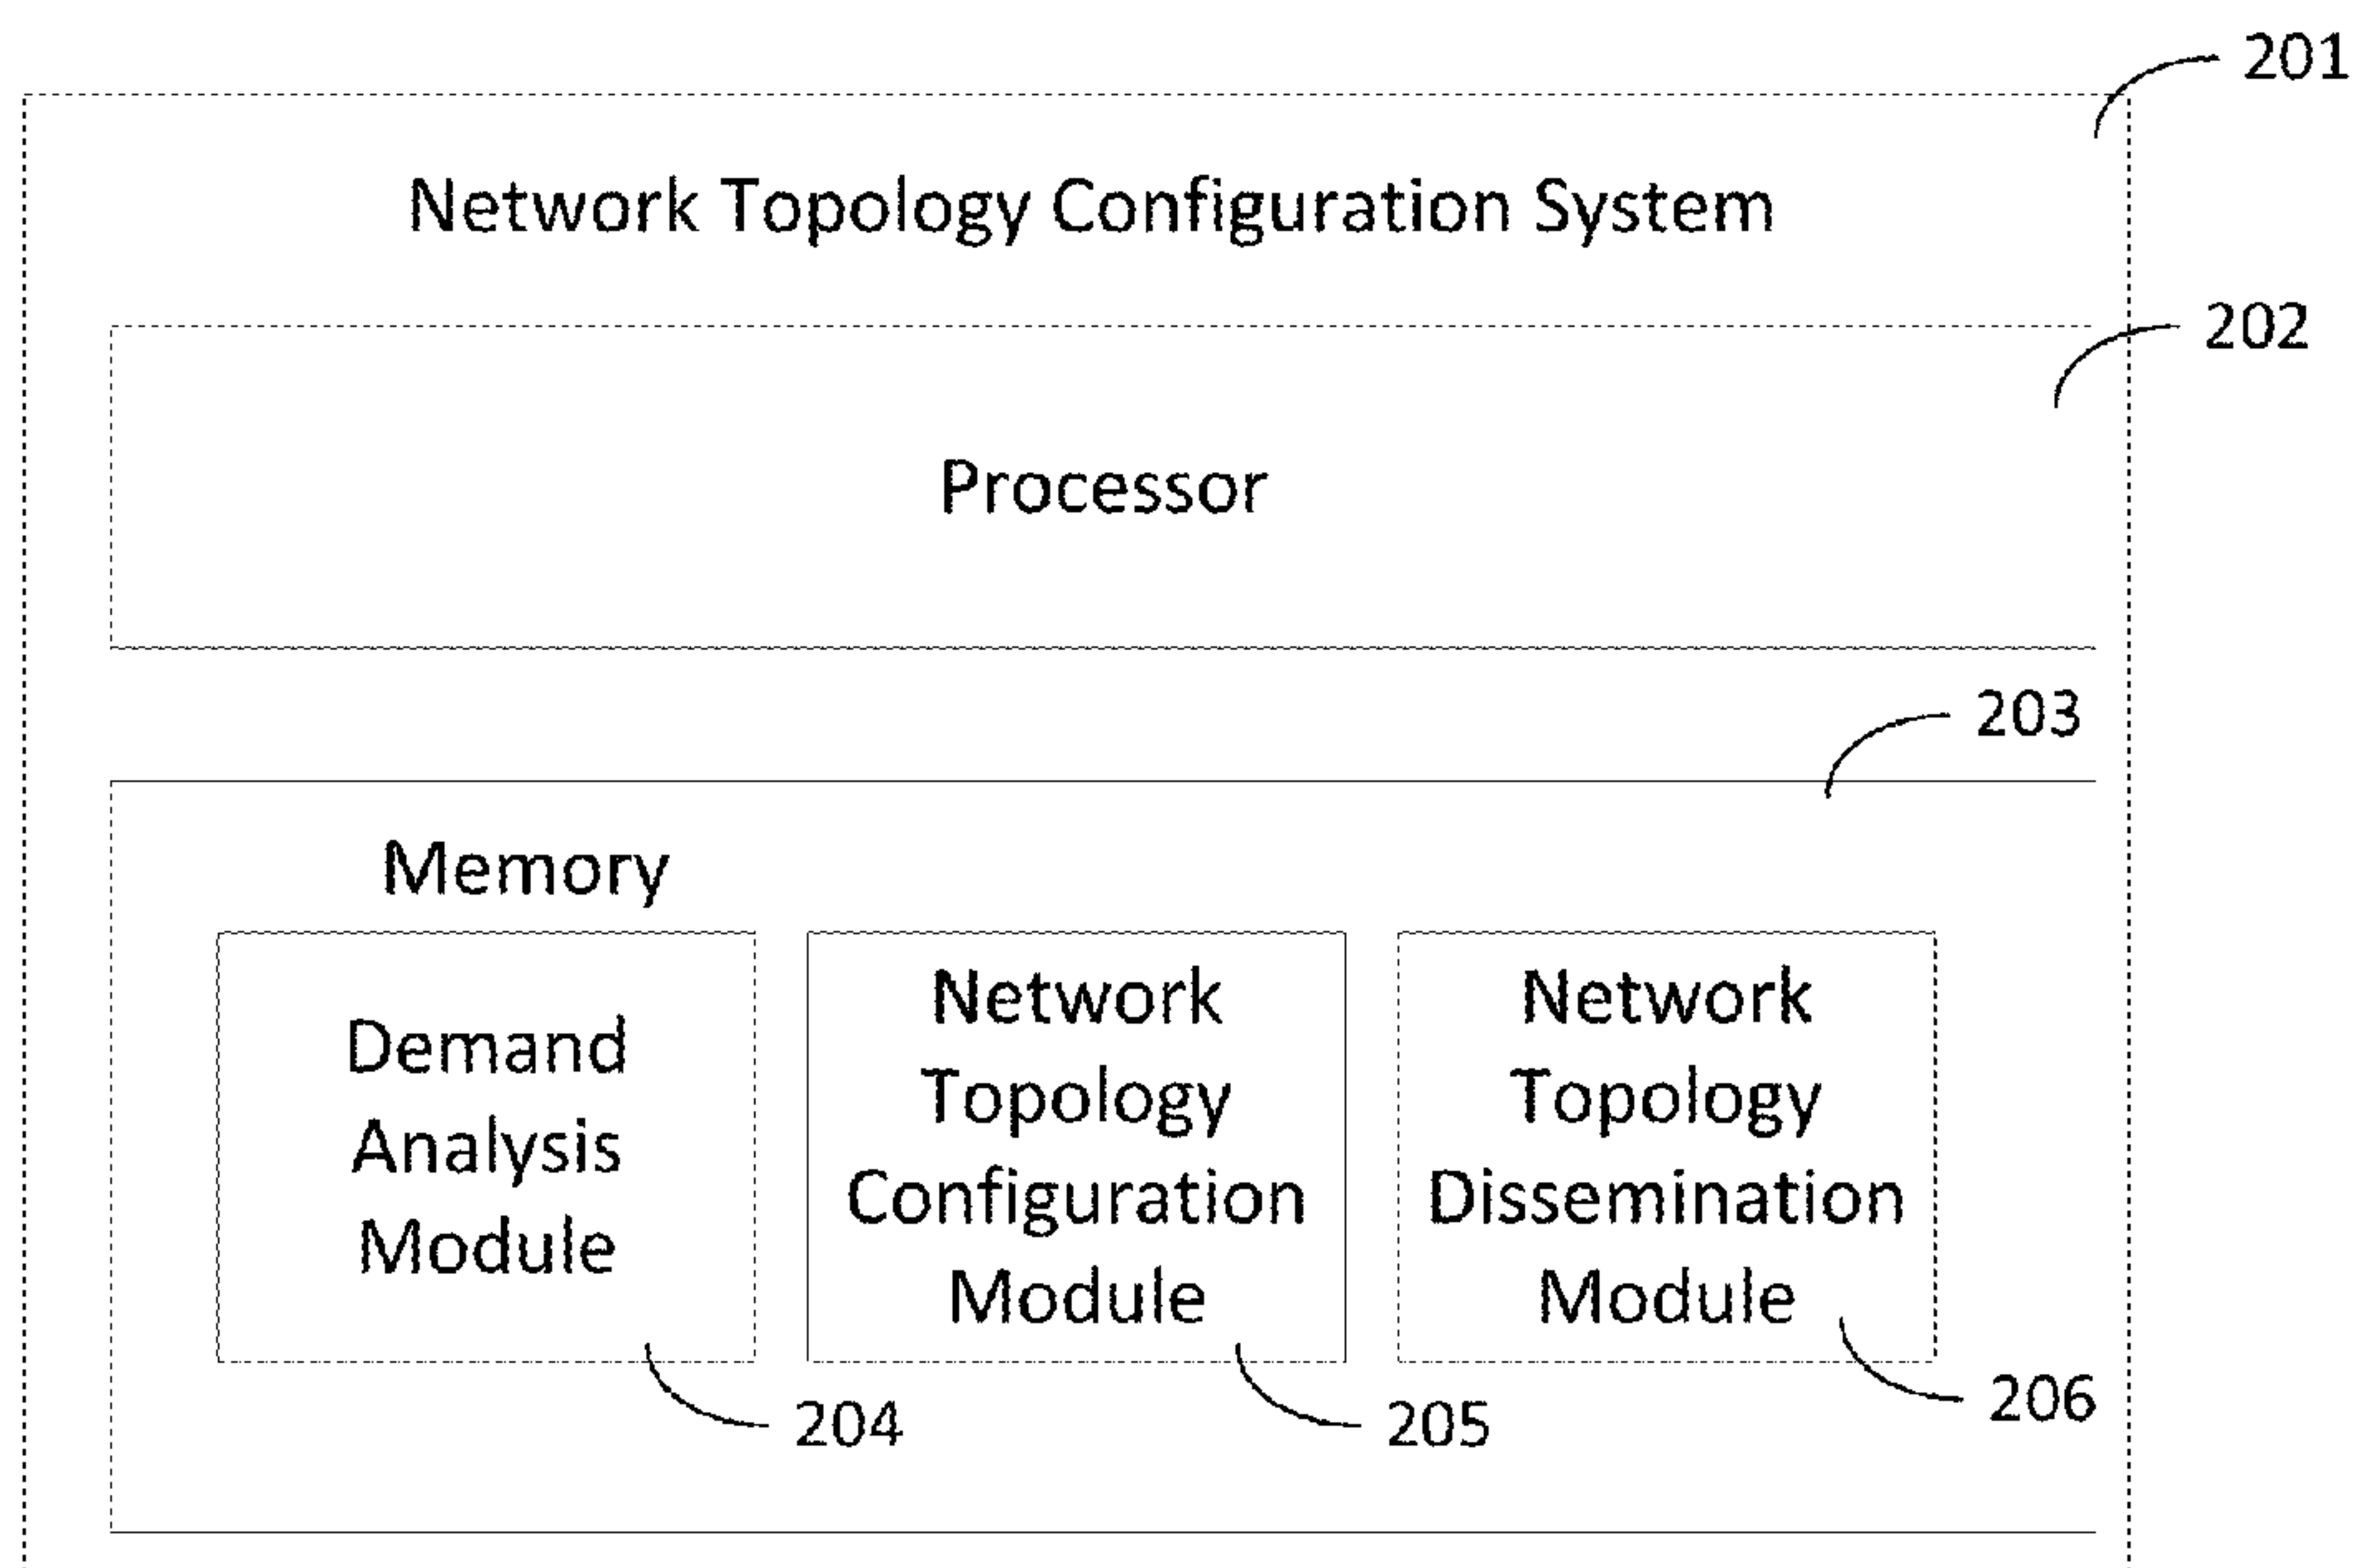 201
Network Topology Configuration System
202
Processor
203
Memory
Demand
Analysis
Module
204
Network
Topology
Configuration
Module
205
Network
Topology
Dissemination
Module
206